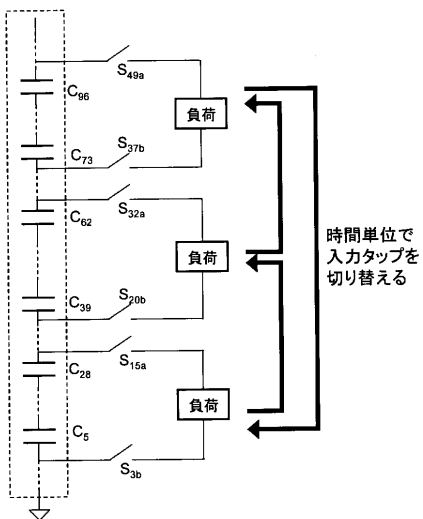 S49a
C96
負荷
C73
S37b
S32a
C62
負荷
時間単位で
入力タップを
切り替える
C39
S20b
S15a
C28
負荷
C5
S3b